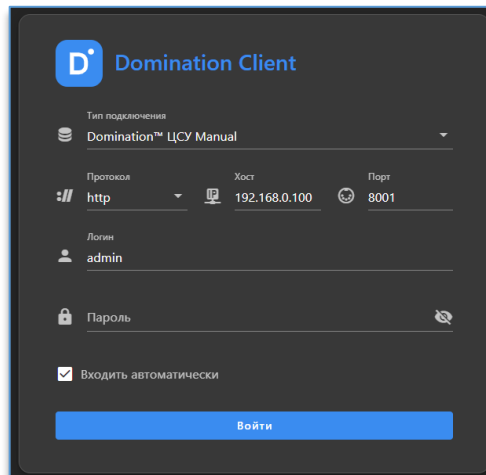 D
Domination Client
Тип подключения
Domination™ ЦСУ Manual
Протокол Хост Порт
:// http IP 192.168.0.100 8001
Логин
admin
Пароль
Входить автоматически
Войти